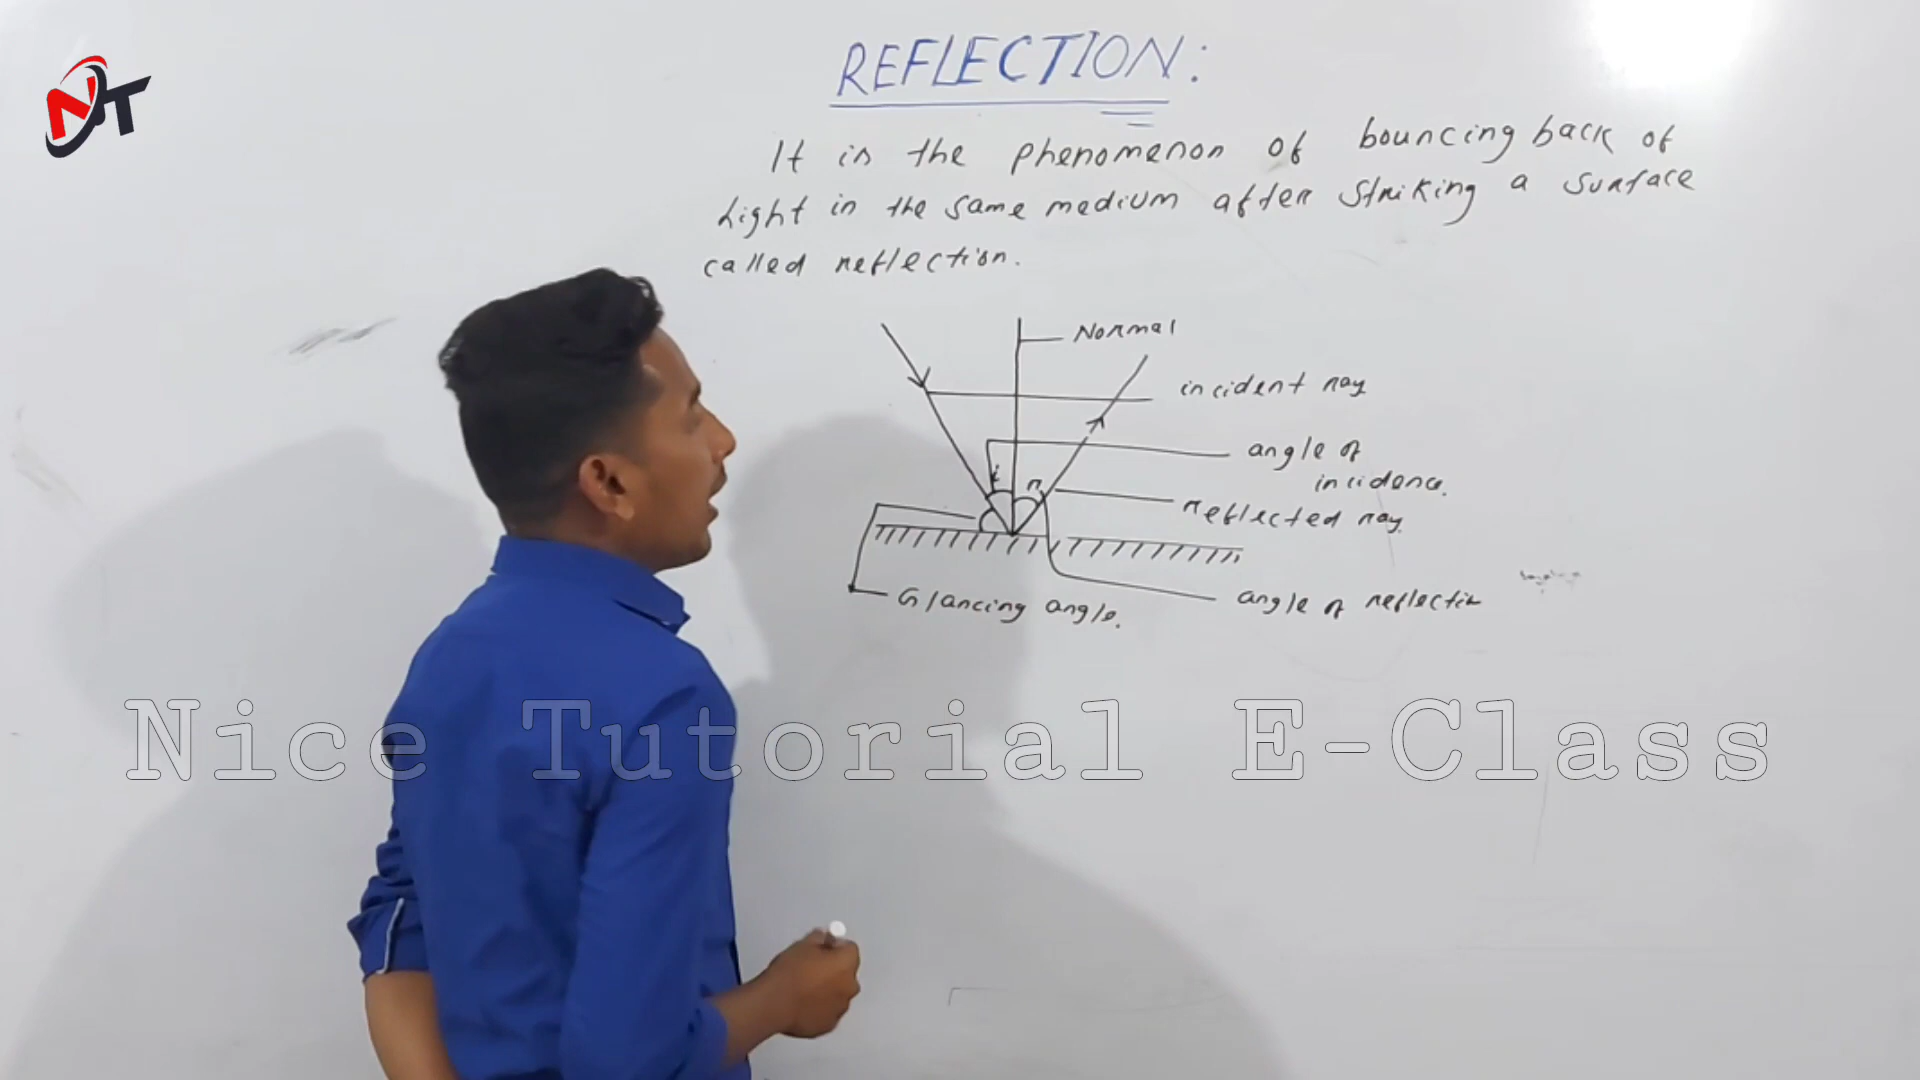 NT
REFLECTION:
It is the phenomenon of bouncing back of
Light in the same medium after striking a surface
called reflection.
Normal
incident ray
angle of
incidence.
i
r
reflected ray.
Glancing angle.
angle of reflection
Nice Tutorial E-Class